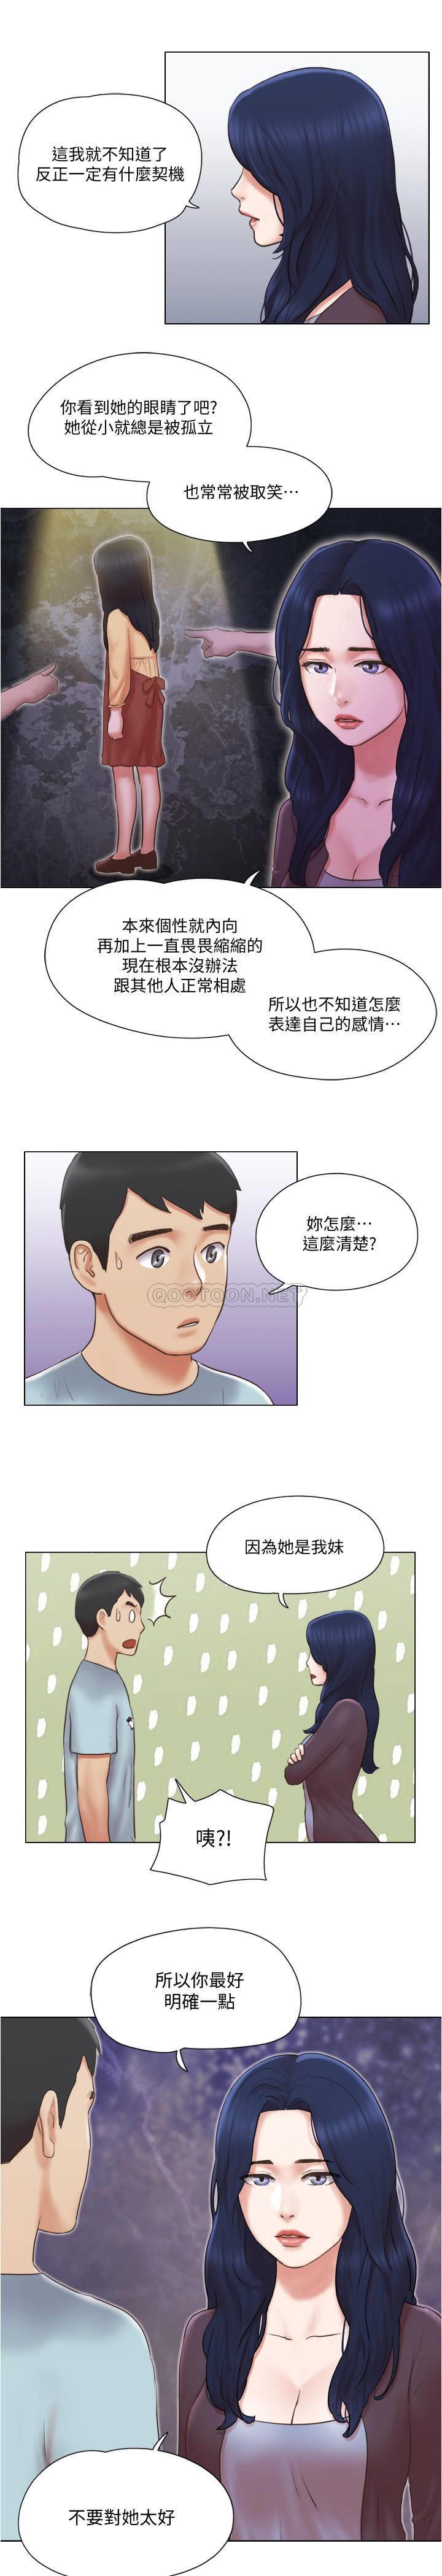 這我就不知道了
反正一定有什麼契機
你看到她的眼睛了吧?
她從小就總是被孤立
也常常被取笑…
本來個性就內向
再加上一直畏畏縮縮的
現在根本沒辦法
跟其他人正常相處
所以也不知道怎麼
表達自己的感情…
妳怎麼…
這麼清楚?
QOOTOON.NET
因為她是我妹
咦?!
所以你最好
明確一點
不要對她太好